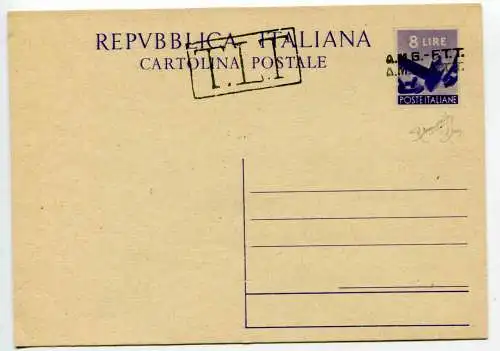 REPVBBLICA ITALIANA
CARTOLINA POSTALE
T.L.T
8 LIRE
A.M.G.-F.T.T.
A.M.
POSTE ITALIANE